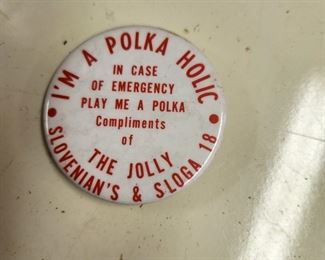 • I'M A POLKA HOLIC •
IN CASE
OF EMERGENCY
PLAY ME A POLKA
Compliments
of
THE JOLLY
SLOVENIAN'S & SLOGA 18